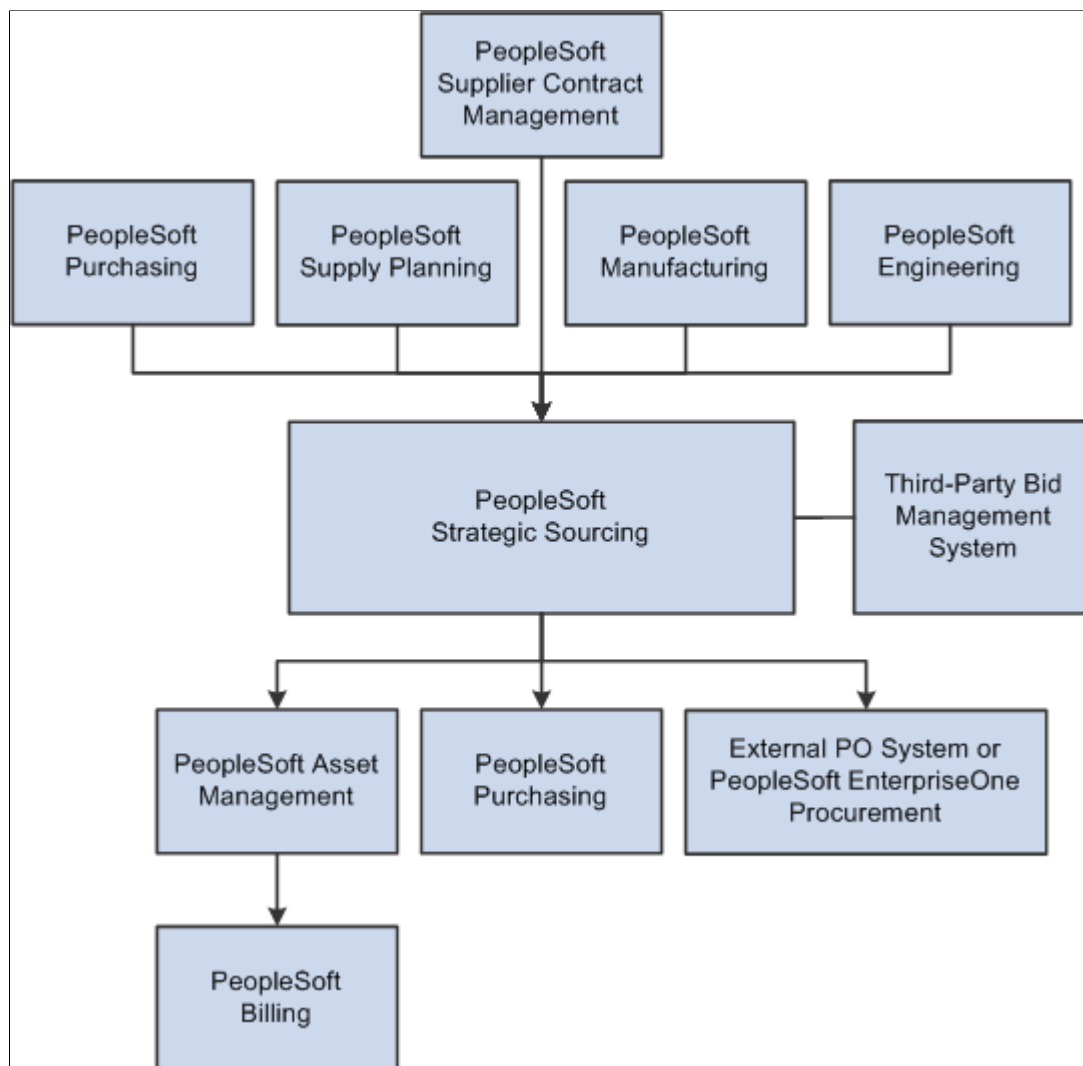 PeopleSoft
Supplier Contract
Management
PeopleSoft
Purchasing
PeopleSoft
Supply Planning
PeopleSoft
Manufacturing
PeopleSoft
Engineering
PeopleSoft
Strategic Sourcing
Third-Party Bid
Management
System
PeopleSoft Asset
Management
PeopleSoft
Purchasing
External PO System or
PeopleSoft EnterpriseOne
Procurement
PeopleSoft
Billing